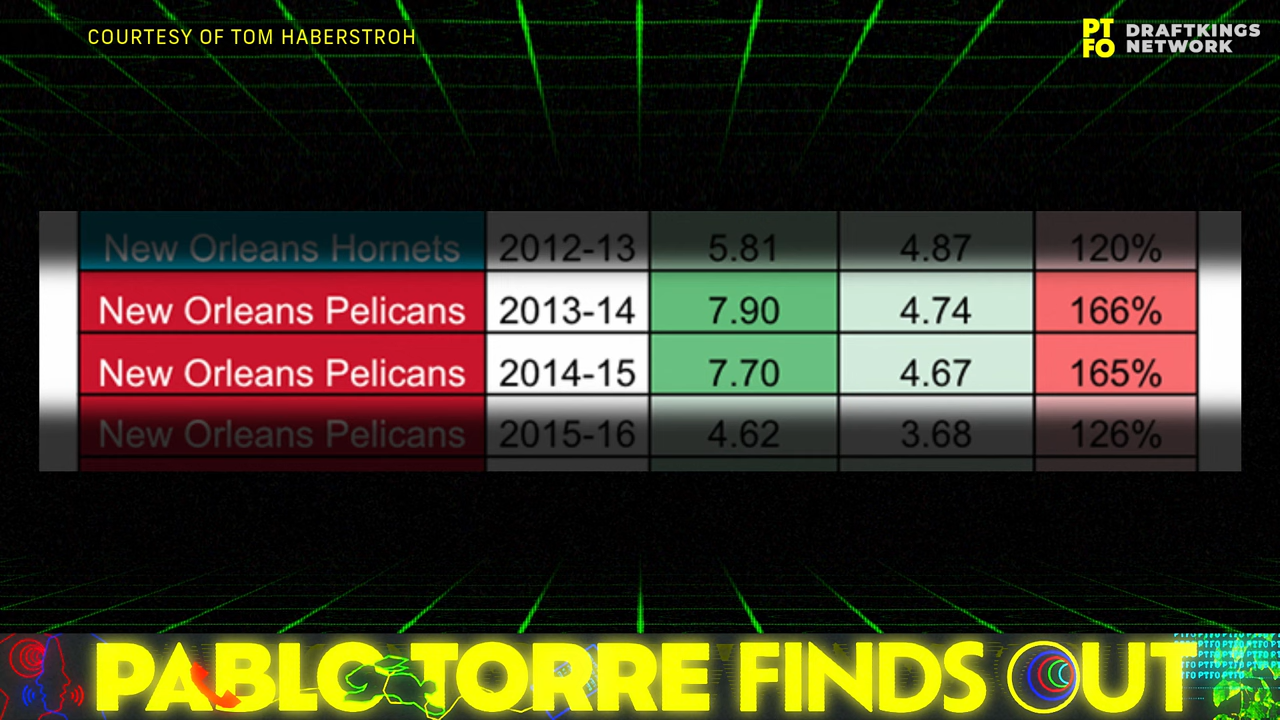 COURTESY OF TOM HABERSTROH
PT
FO
DRAFTKINGS
NETWORK
New Orleans Hornets 2012-13 5.81 4.87 120%
New Orleans Pelicans 2013-14 7.90 4.74 166%
New Orleans Pelicans 2014-15 7.70 4.67 165%
New Orleans Pelicans 2015-16 4.62 3.68 126%
PABLO TORRE FINDS OUT